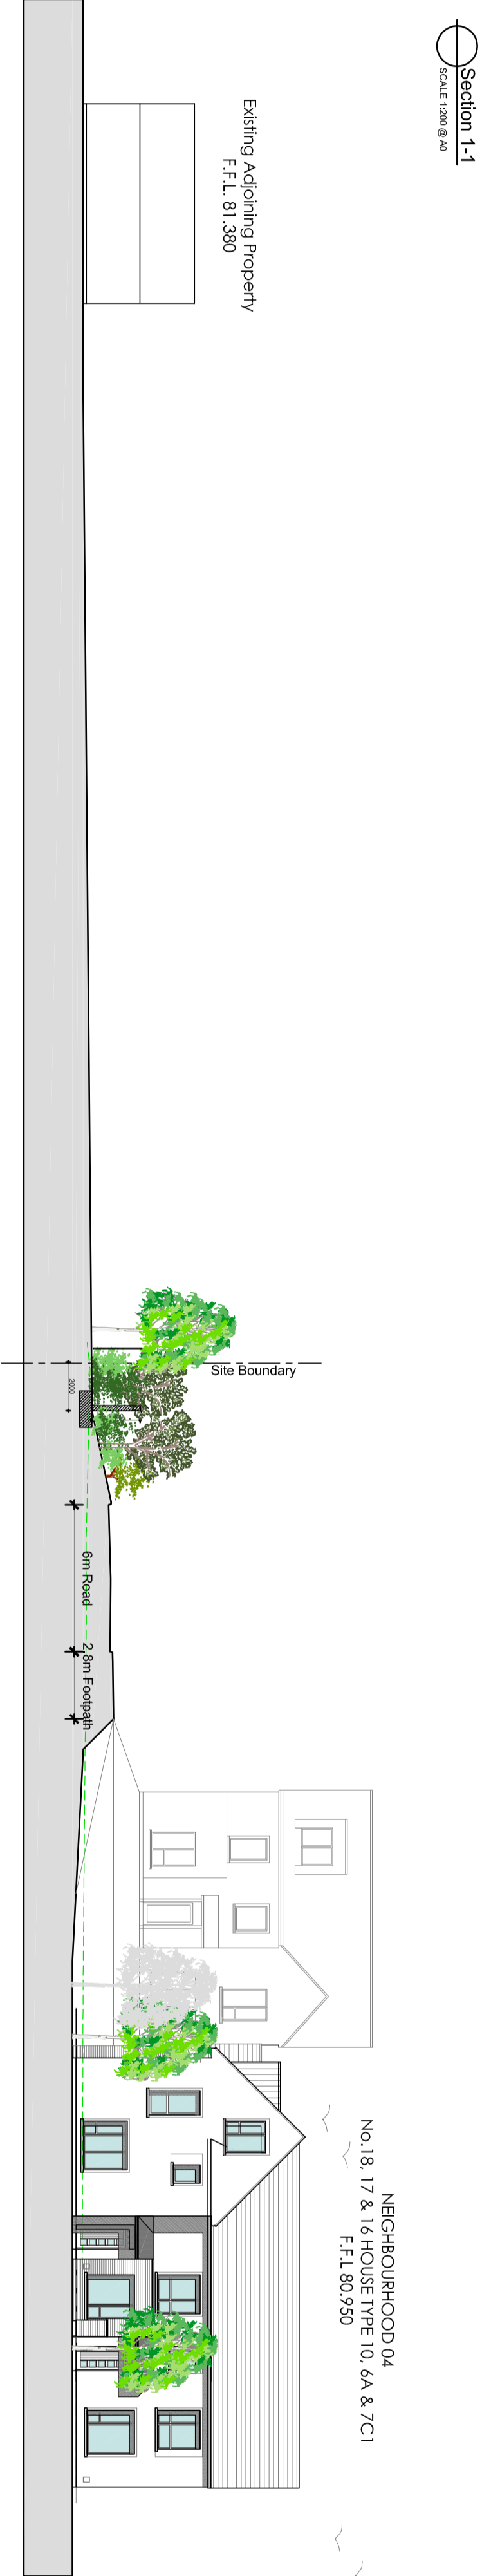 Section 1-1
SCALE 1:200 @ A0
Existing Adjoining Property
F.F.L. 81.380
Site Boundary
2000
6m Road
2.8m Footpath
NEIGHBOURHOOD 04
No.18, 17 & 16 HOUSE TYPE 10, 6A & 7C1
F.F.L 80.950